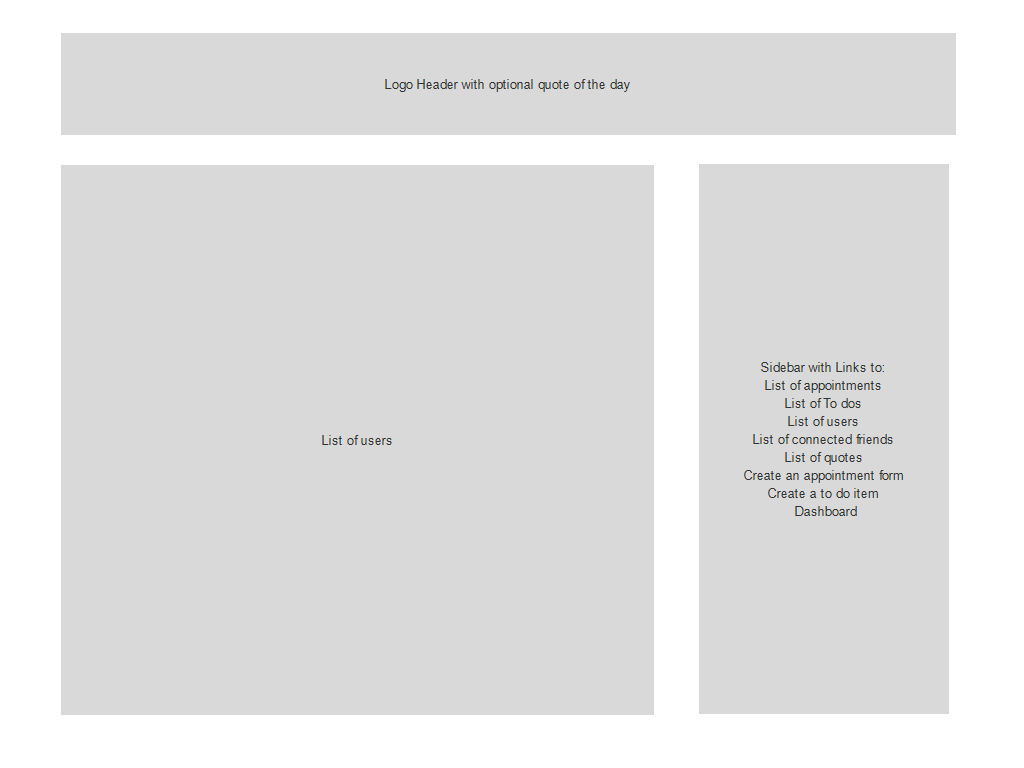 Logo Header with optional quote of the day
List of users
Sidebar with Links to:
List of appointments
List of To dos
List of users
List of connected friends
List of quotes
Create an appointment form
Create a to do item
Dashboard